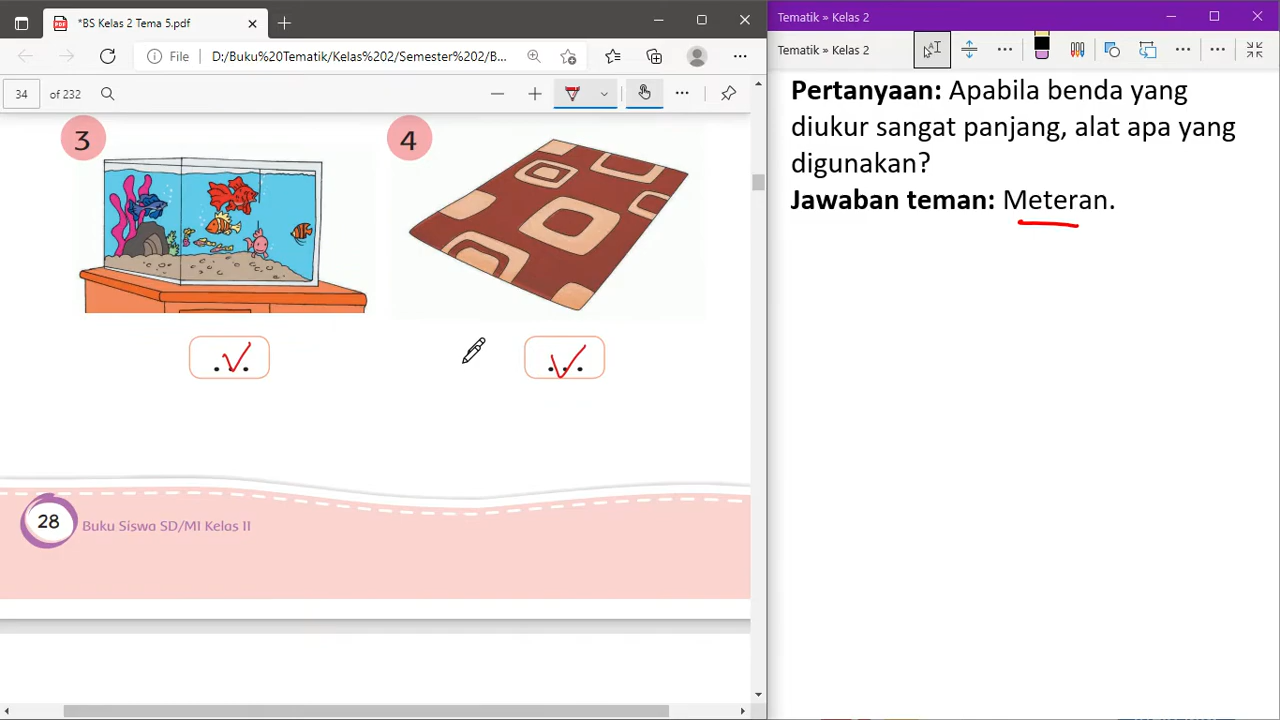 *BS Kelas 2 Tema 5.pdf
Tematik » Kelas 2
File
D:/Buku%20Tematik/Kelas%202/Semester%202/B...
Tematik » Kelas 2
34 of 232
3
4
Pertanyaan: Apabila benda yang
diukur sangat panjang, alat apa yang
digunakan?
Jawaban teman: Meteran.
. . .
. . .
28
Buku Siswa SD/MI Kelas II